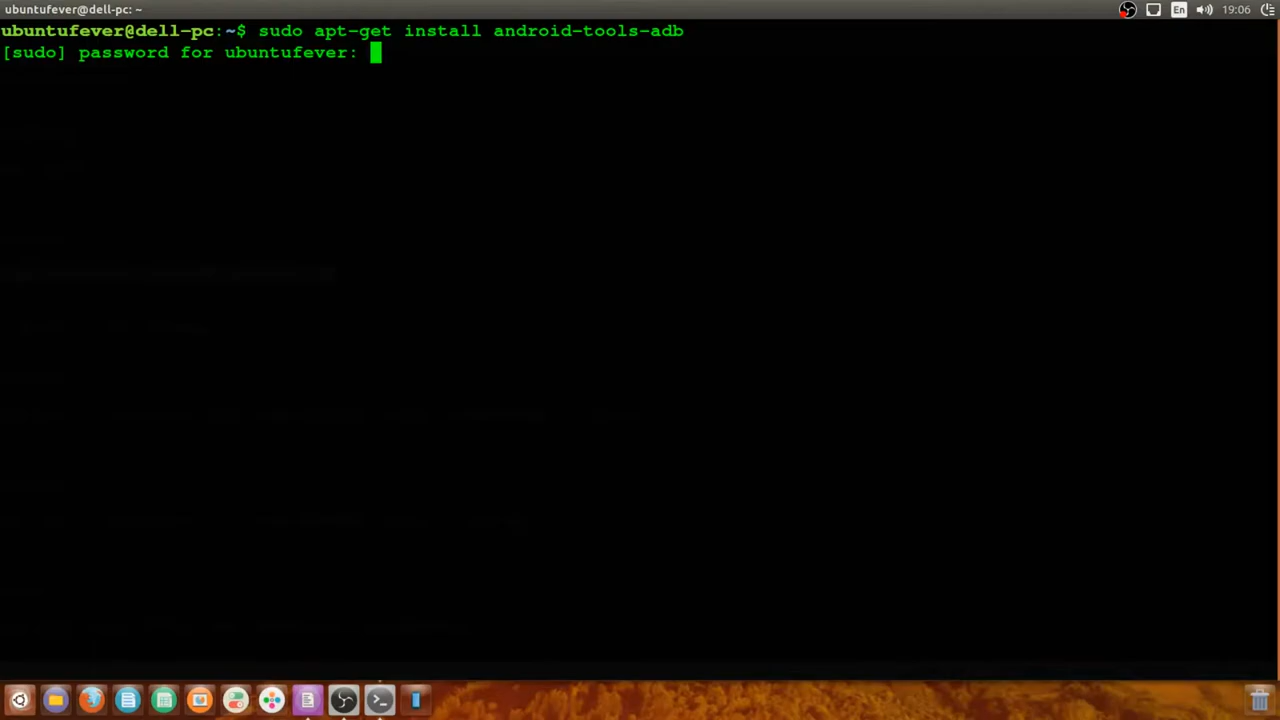 ubuntufever@dell-pc: ~
En
19:06
ubuntufever@dell-pc:~$ sudo apt-get install android-tools-adb
[sudo] password for ubuntufever: